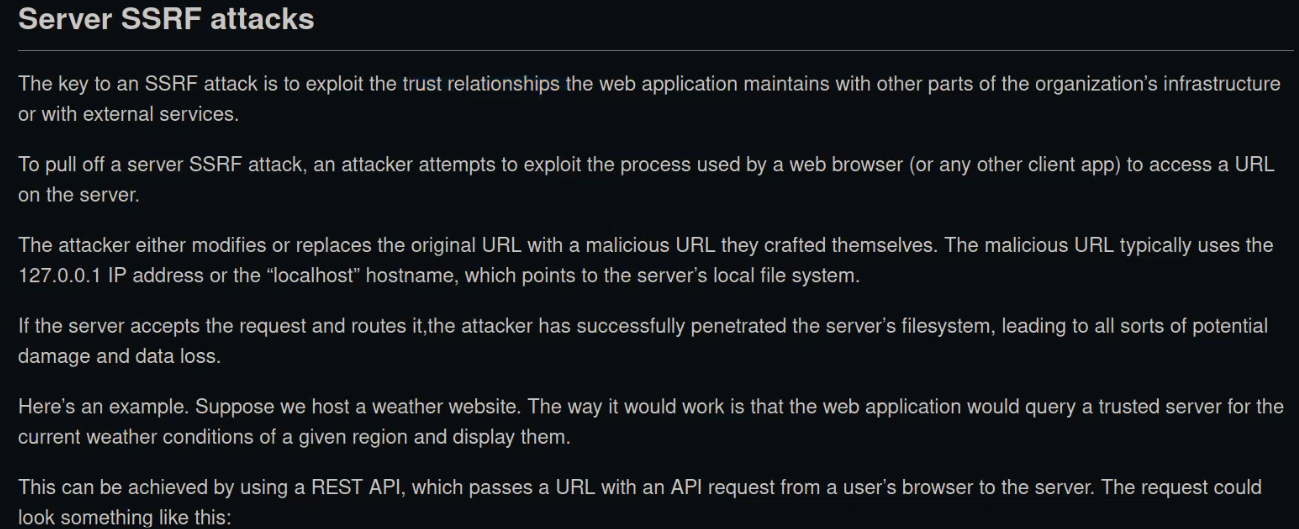 Server SSRF attacks
The key to an SSRF attack is to exploit the trust relationships the web application maintains with other parts of the organization’s infrastructure
or with external services.
To pull off a server SSRF attack, an attacker attempts to exploit the process used by a web browser (or any other client app) to access a URL
on the server.
The attacker either modifies or replaces the original URL with a malicious URL they crafted themselves. The malicious URL typically uses the
127.0.0.1 IP address or the “localhost” hostname, which points to the server’s local file system.
If the server accepts the request and routes it,the attacker has successfully penetrated the server’s filesystem, leading to all sorts of potential
damage and data loss.
Here’s an example. Suppose we host a weather website. The way it would work is that the web application would query a trusted server for the
current weather conditions of a given region and display them.
This can be achieved by using a REST API, which passes a URL with an API request from a user’s browser to the server. The request could
look something like this: